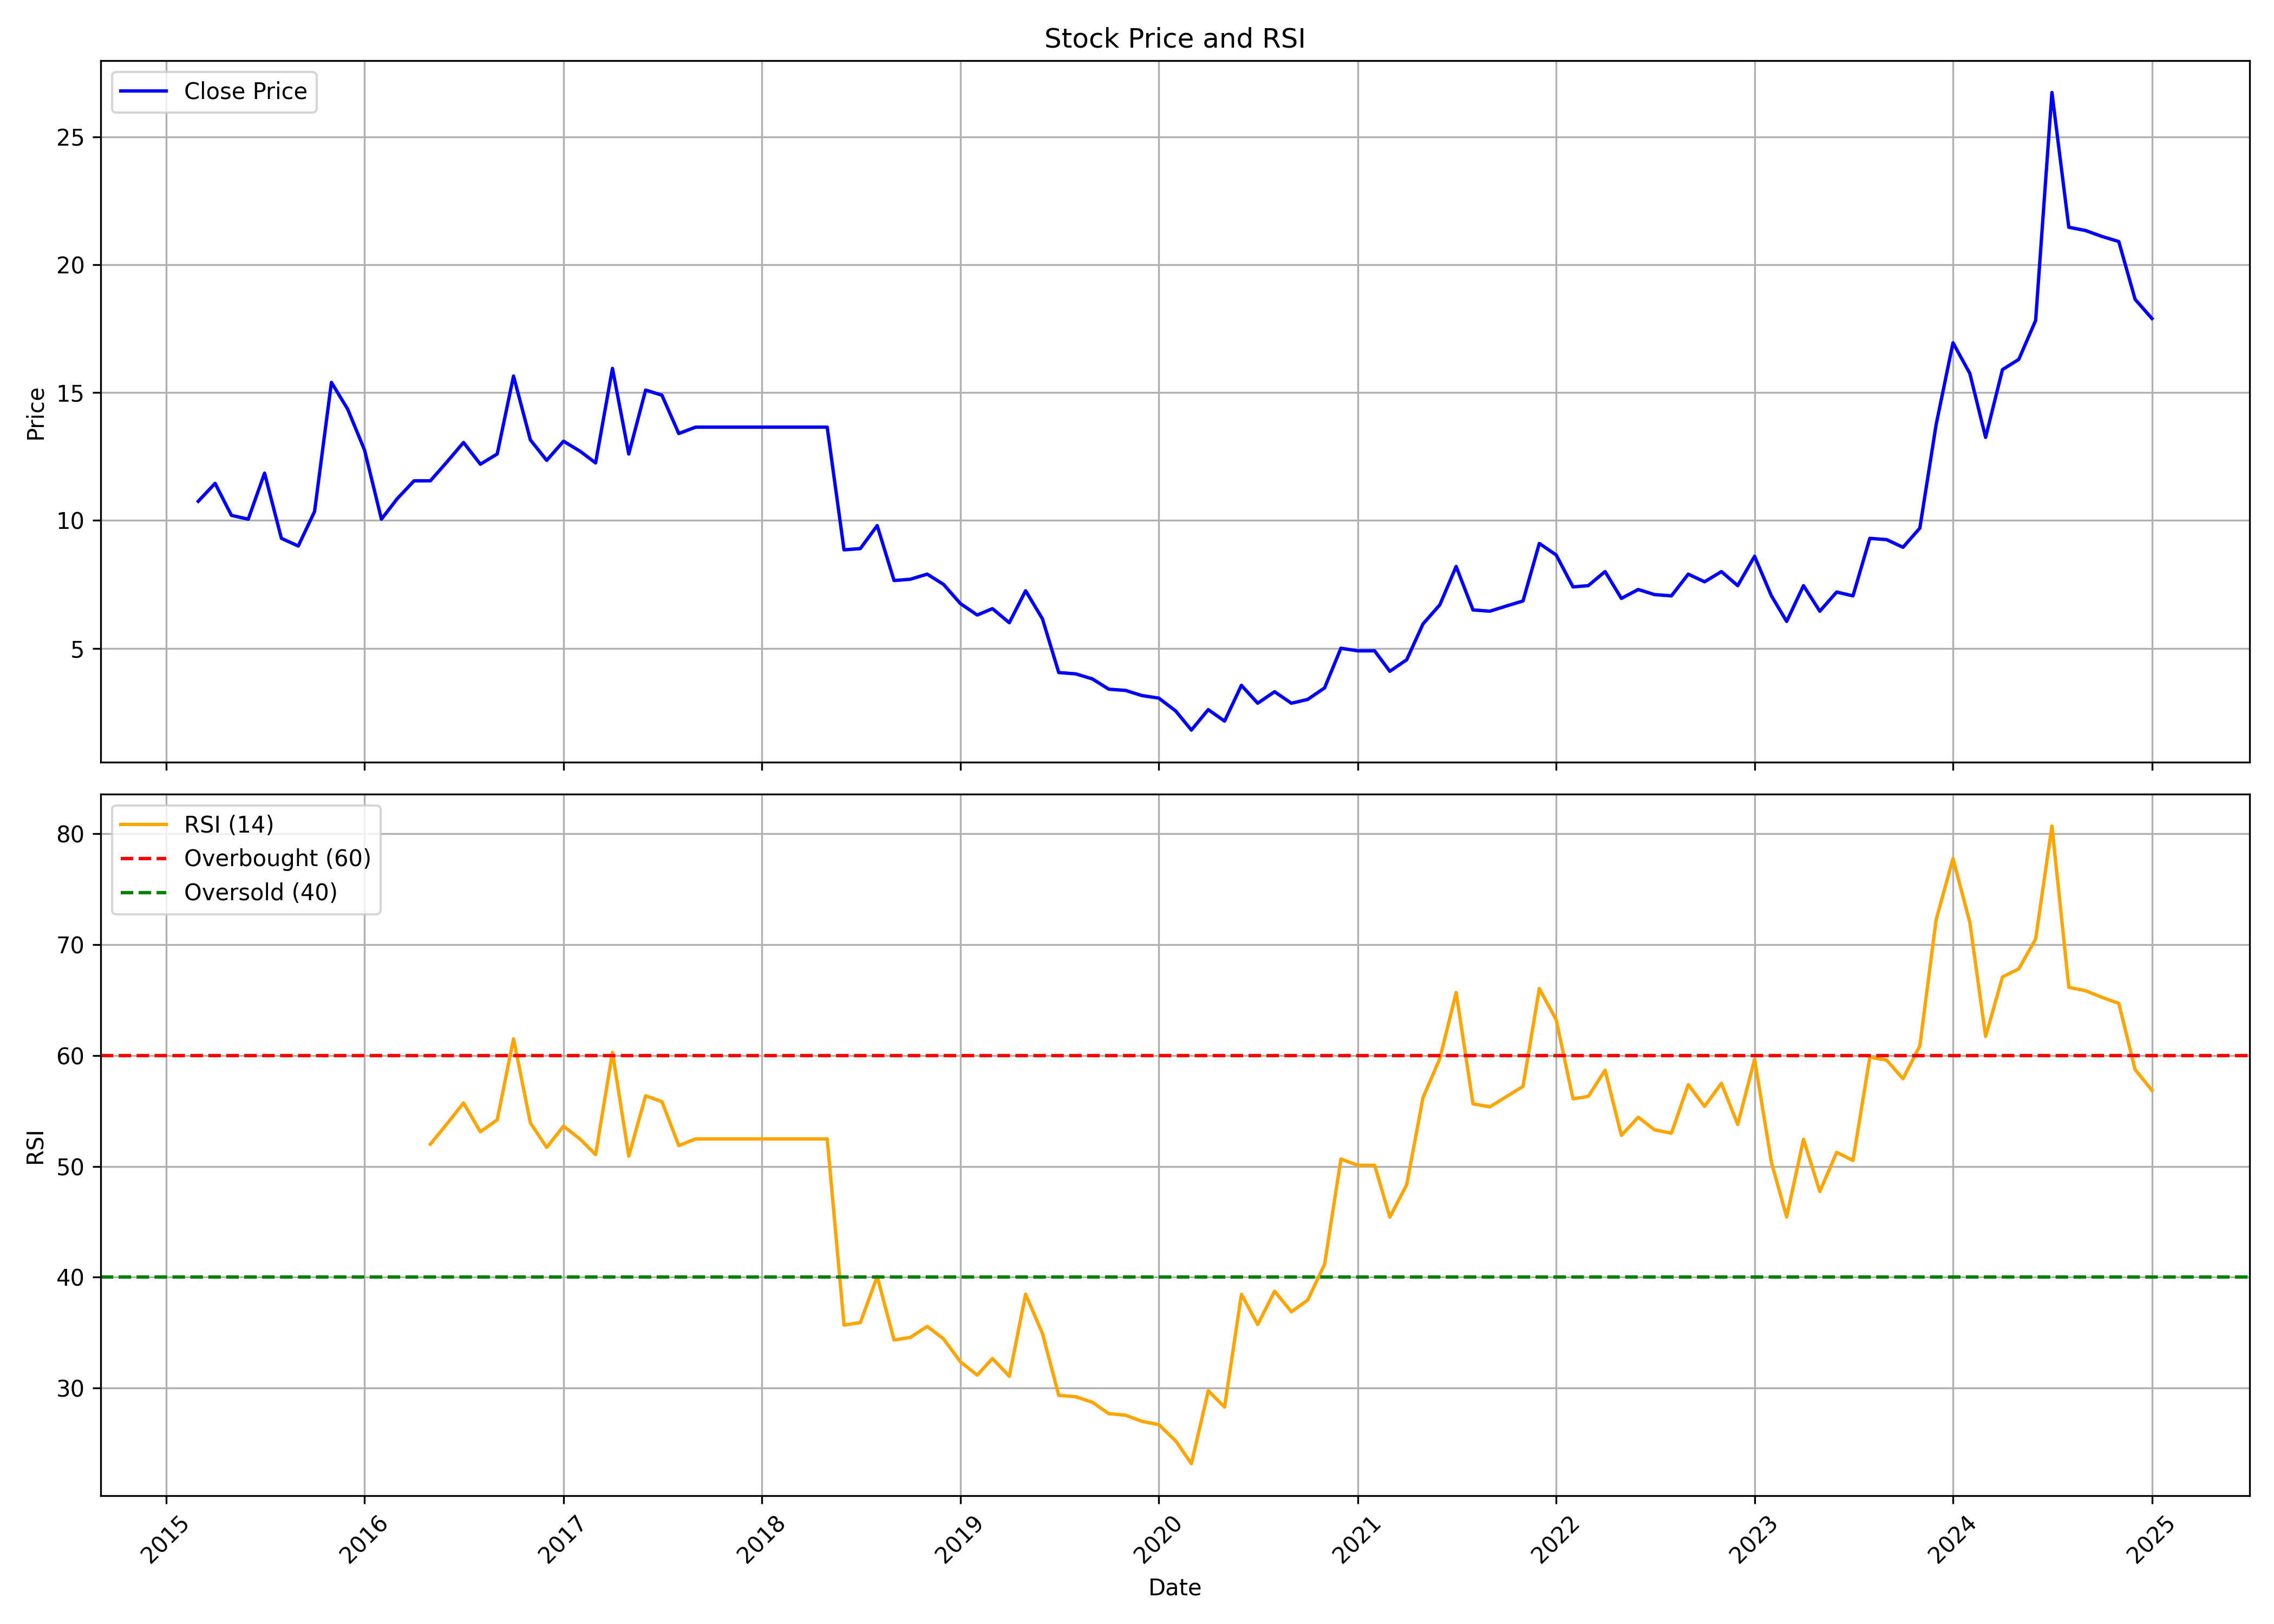 Stock Price and RSI
Close Price
25
20
15
10
5
Price
RSI (14)
Overbought (60)
Oversold (40)
80
70
60
50
40
30
RSI
2015
2016
2017
2018
2019
2020
2021
2022
2023
2024
2025
Date